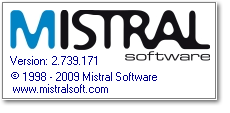 MISTRAL
software
Version: 2.739.171
© 1998 - 2009 Mistral Software
www.mistralsoft.com